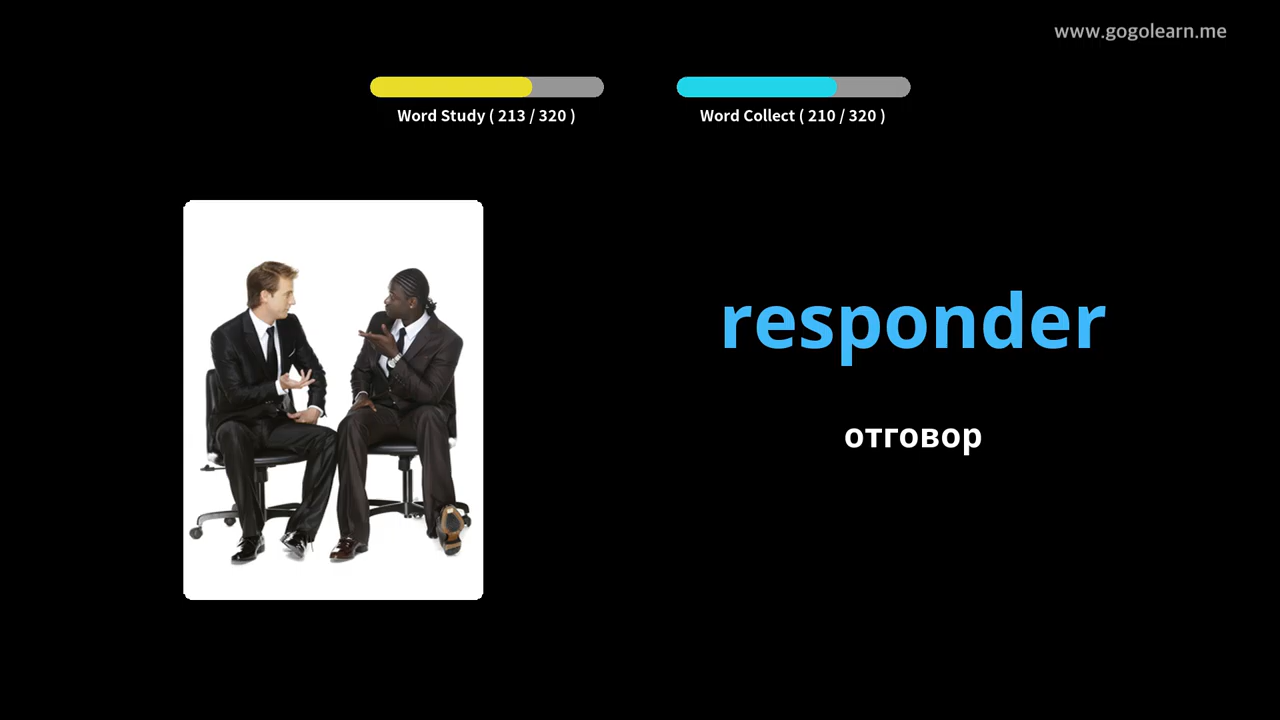 www.gogolearn.me
Word Study ( 213 / 320 )
Word Collect ( 210 / 320 )
responder
отговор